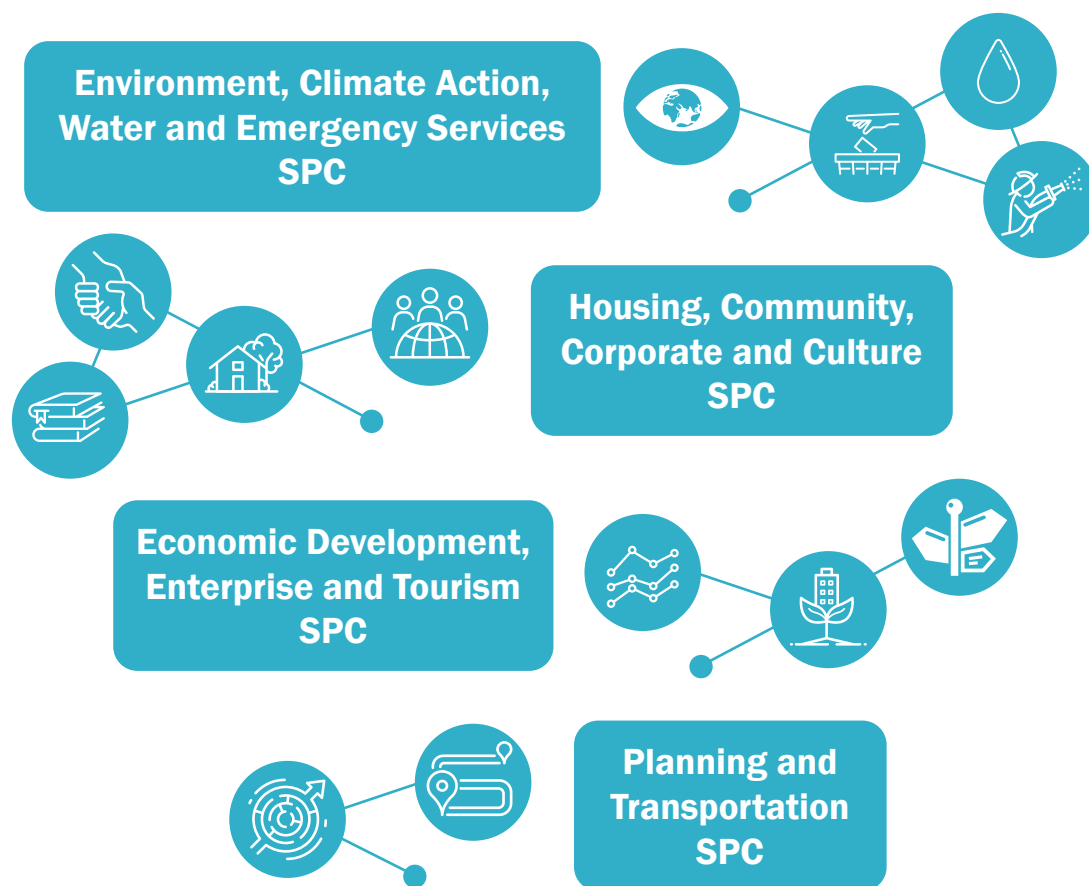 Environment, Climate Action,
Water and Emergency Services
SPC
Housing, Community,
Corporate and Culture
SPC
Economic Development,
Enterprise and Tourism
SPC
Planning and
Transportation
SPC